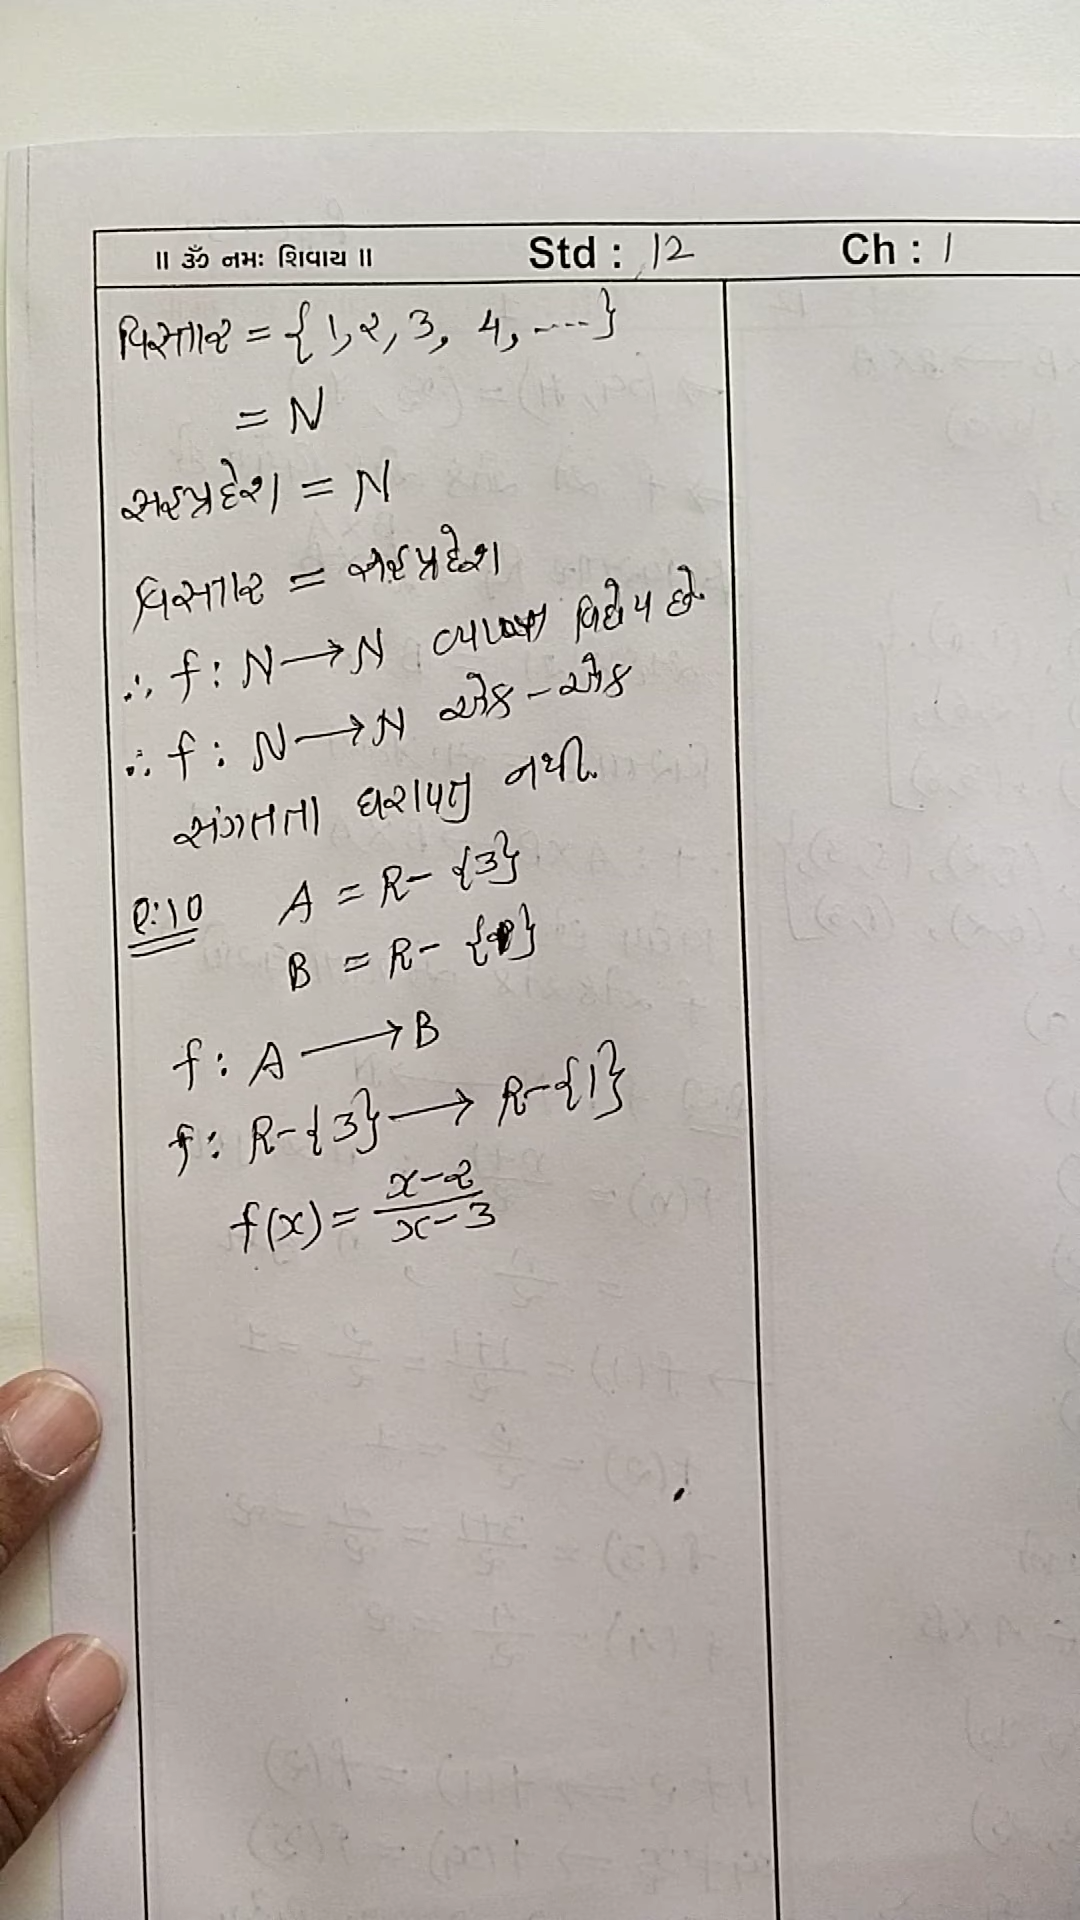 ॥ ૐ નમઃ શિવાય ॥ Std : 12 Ch : 1
વિસ્તાર = {1, 2, 3, 4, ----}
= N
સહપ્રદેશ = N
વિસ્તાર = સહપ્રદેશ
∴ f : N → N વ્યાપ્ત વિધેય છે.
∴ f : N → N એક - એક
સંગતતા ધરાવતુ નથી.
Q:10 A = R - {3}
B = R - {1}
f : A → B
f : R-{3} → R-{1}
f(x) = x-2 / x-3